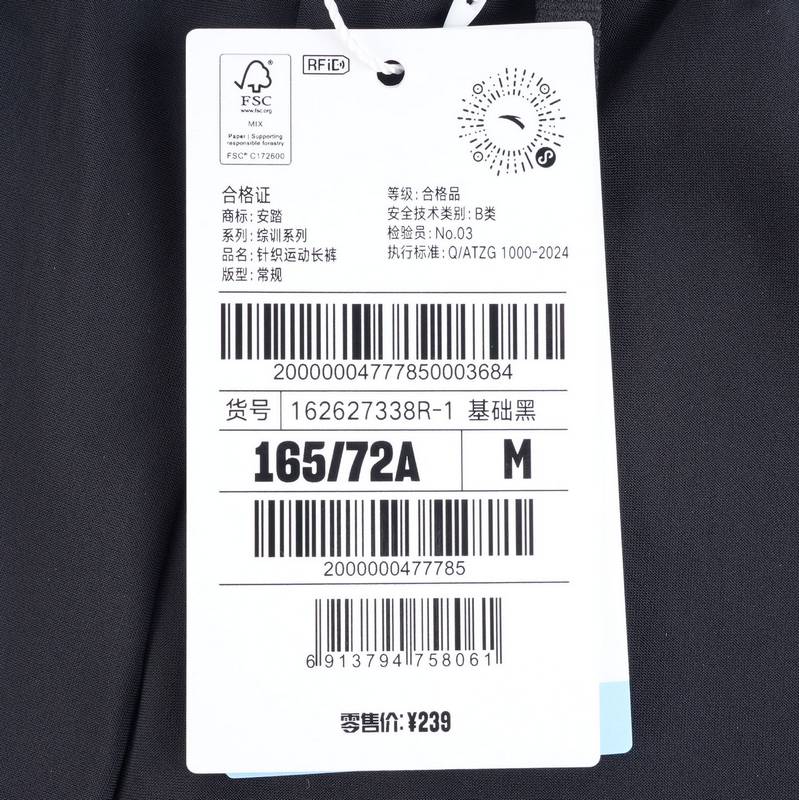 RFID
FSC
www.fsc.org
MIX
Paper | Supporting
responsible forestry
FSC® C172600
合格证
商标:安踏
系列:综训系列
品名:针织运动长裤
版型:常规
等级:合格品
安全技术类别:B类
检验员:No.03
执行标准:Q/ATZG 1000-2024
20000004777850003684
货号 162627338R-1 基础黑
165/72A M
2000000477785
6 913794 758061
零售价:¥239